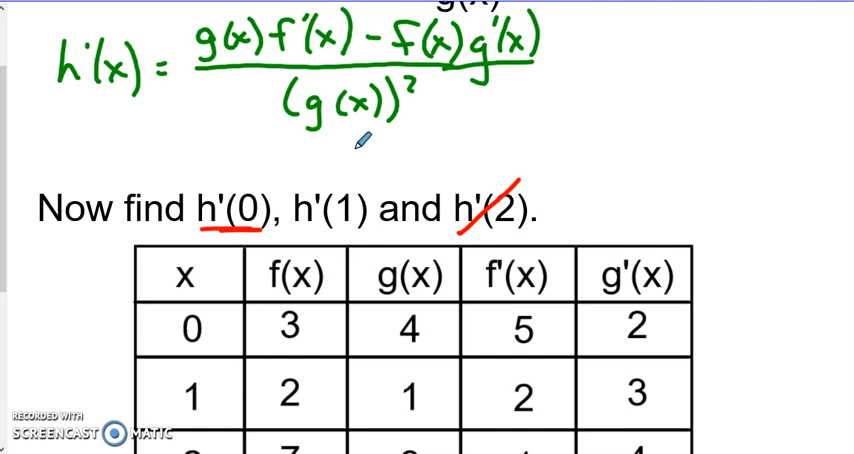 g(x)
h'(x) = g(x)f'(x) - f(x)g'(x)
(g(x))²
Now find h'(0), h'(1) and h'(2).
x f(x) g(x) f'(x) g'(x)
0 3 4 5 2
1 2 1 2 3
RECORDED WITH
SCREENCAST MATIC